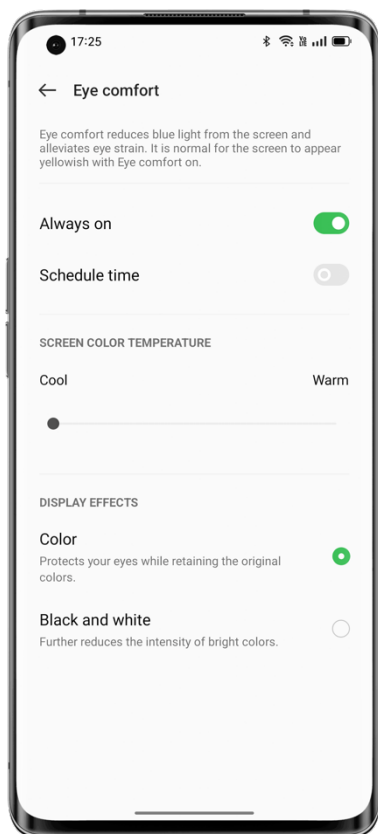 17:25
Eye comfort
Eye comfort reduces blue light from the screen and
alleviates eye strain. It is normal for the screen to appear
yellowish with Eye comfort on.
Always on
Schedule time
SCREEN COLOR TEMPERATURE
Cool Warm
DISPLAY EFFECTS
Color
Protects your eyes while retaining the original
colors.
Black and white
Further reduces the intensity of bright colors.